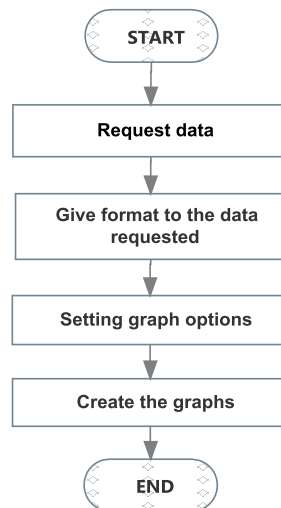 START
Request data
Give format to the data
requested
Setting graph options
Create the graphs
END